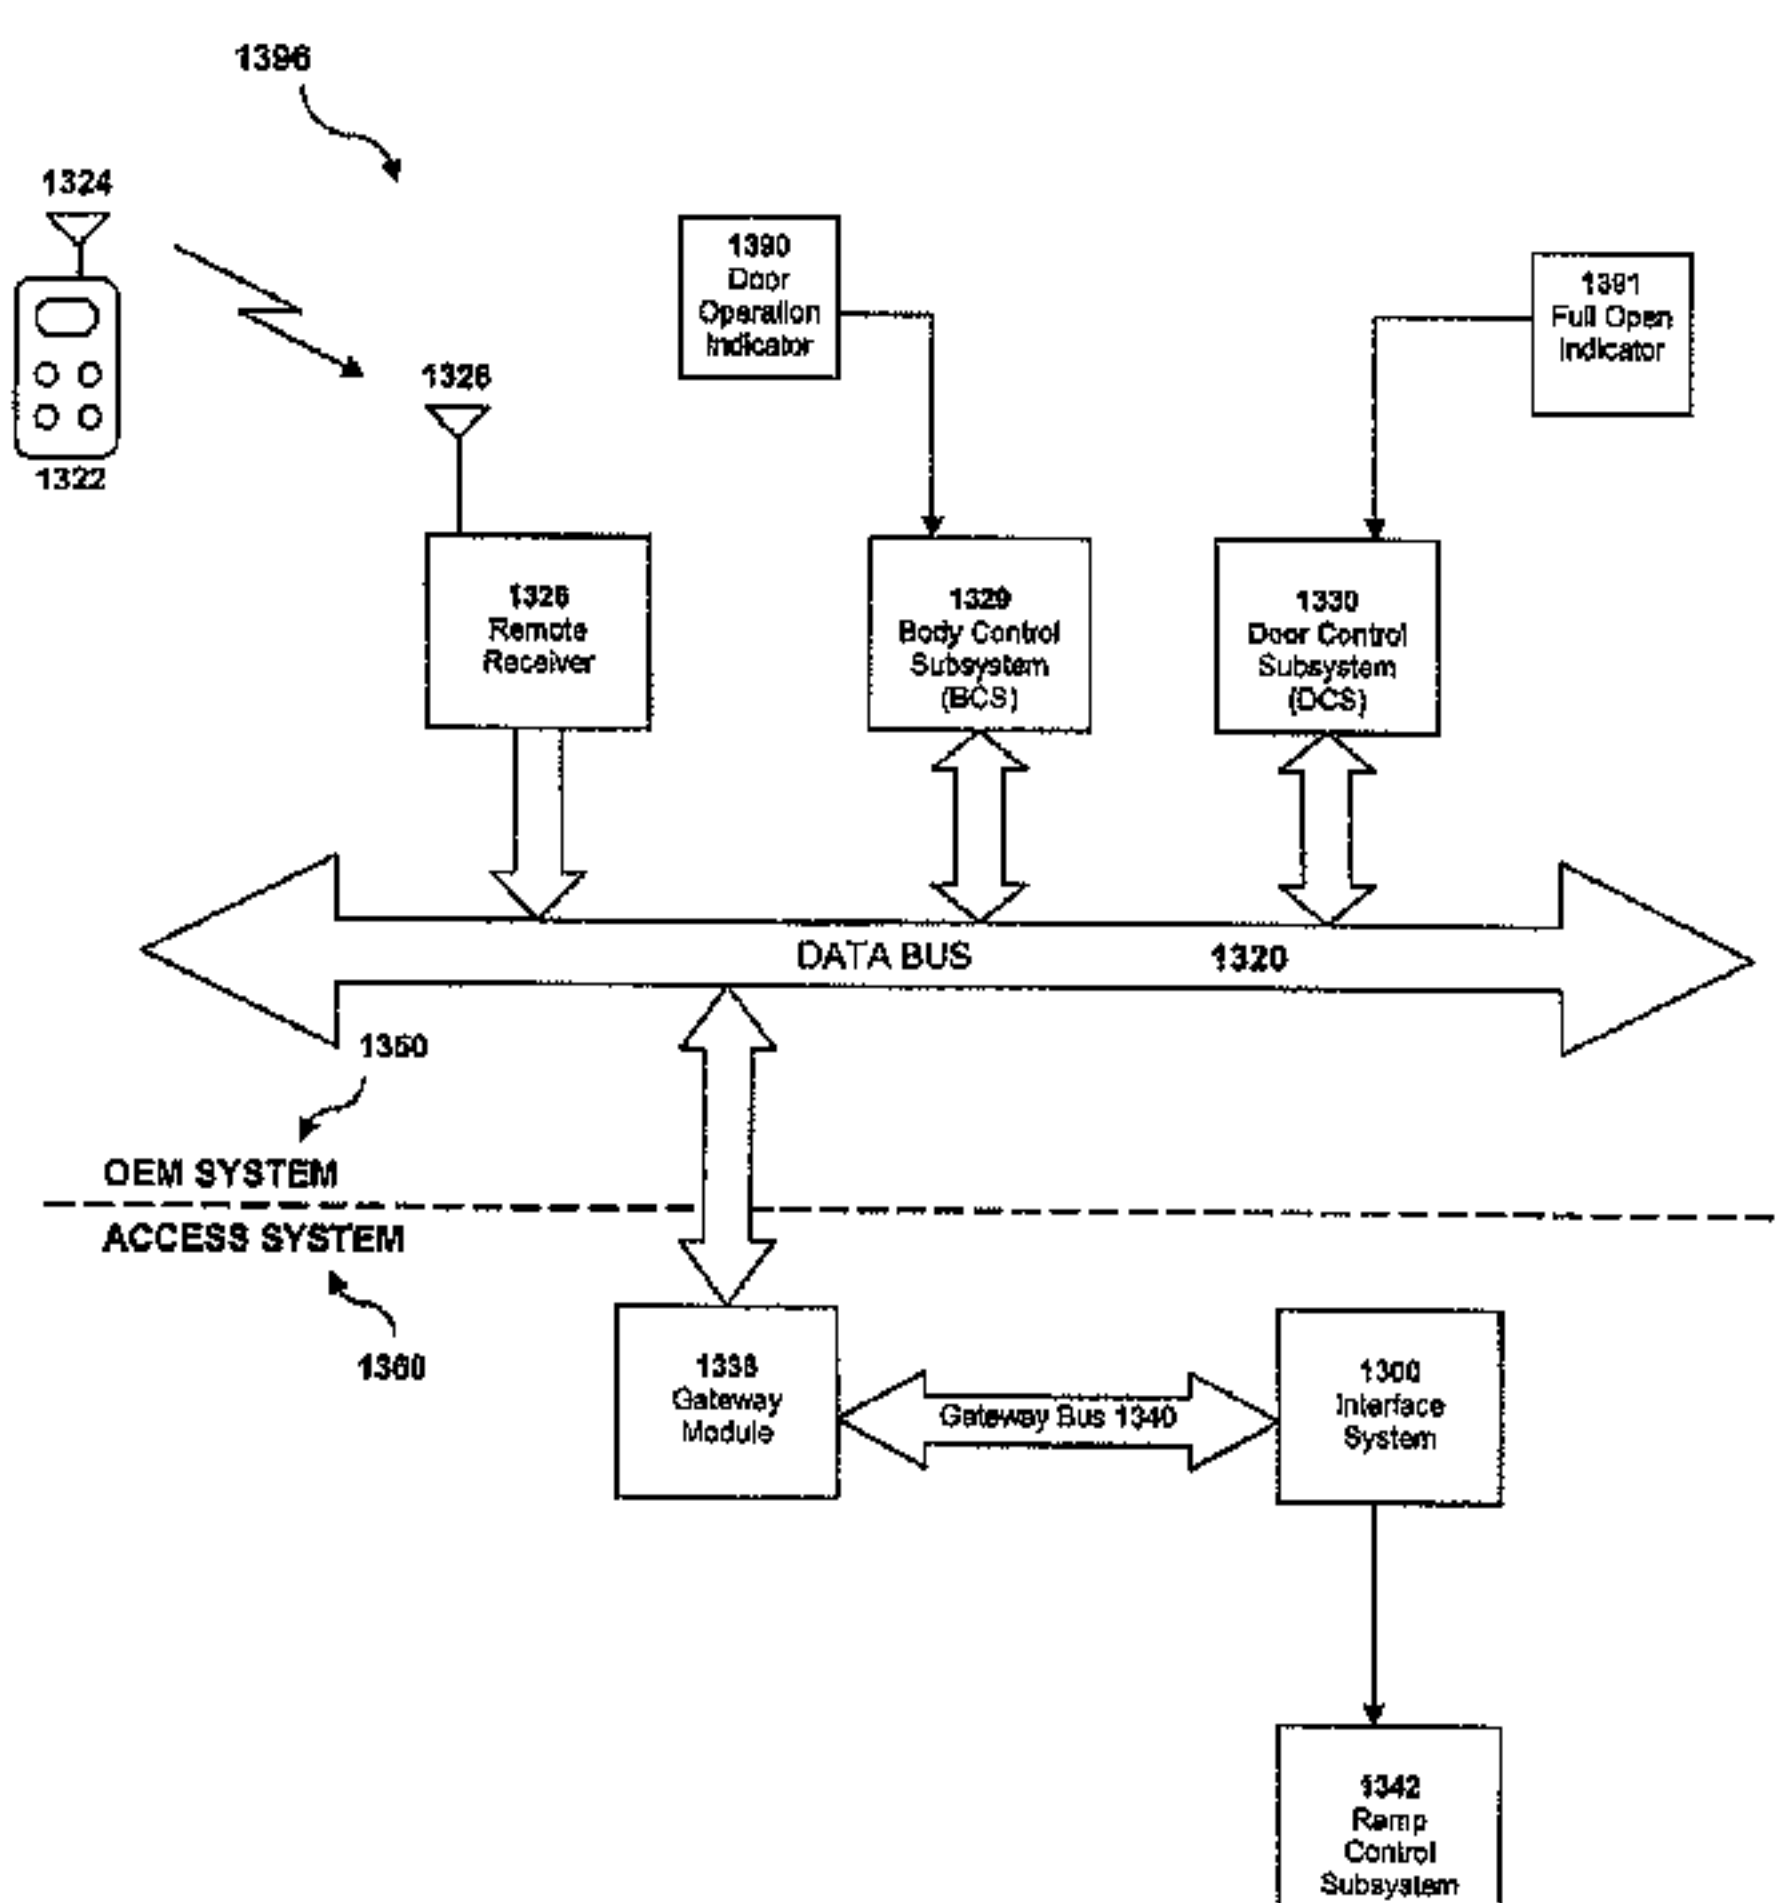 1396
1324
1322
1328
1390
Door
Operation
Indicator
1391
Full Open
Indicator
1326
Remote
Receiver
1329
Body Control
Subsystem
(BCS)
1330
Door Control
Subsystem
(DCS)
DATA BUS 1320
1350
OEM SYSTEM
ACCESS SYSTEM
1360
1338
Gateway
Module
Gateway Bus 1340
1300
Interface
System
1342
Ramp
Control
Subsystem